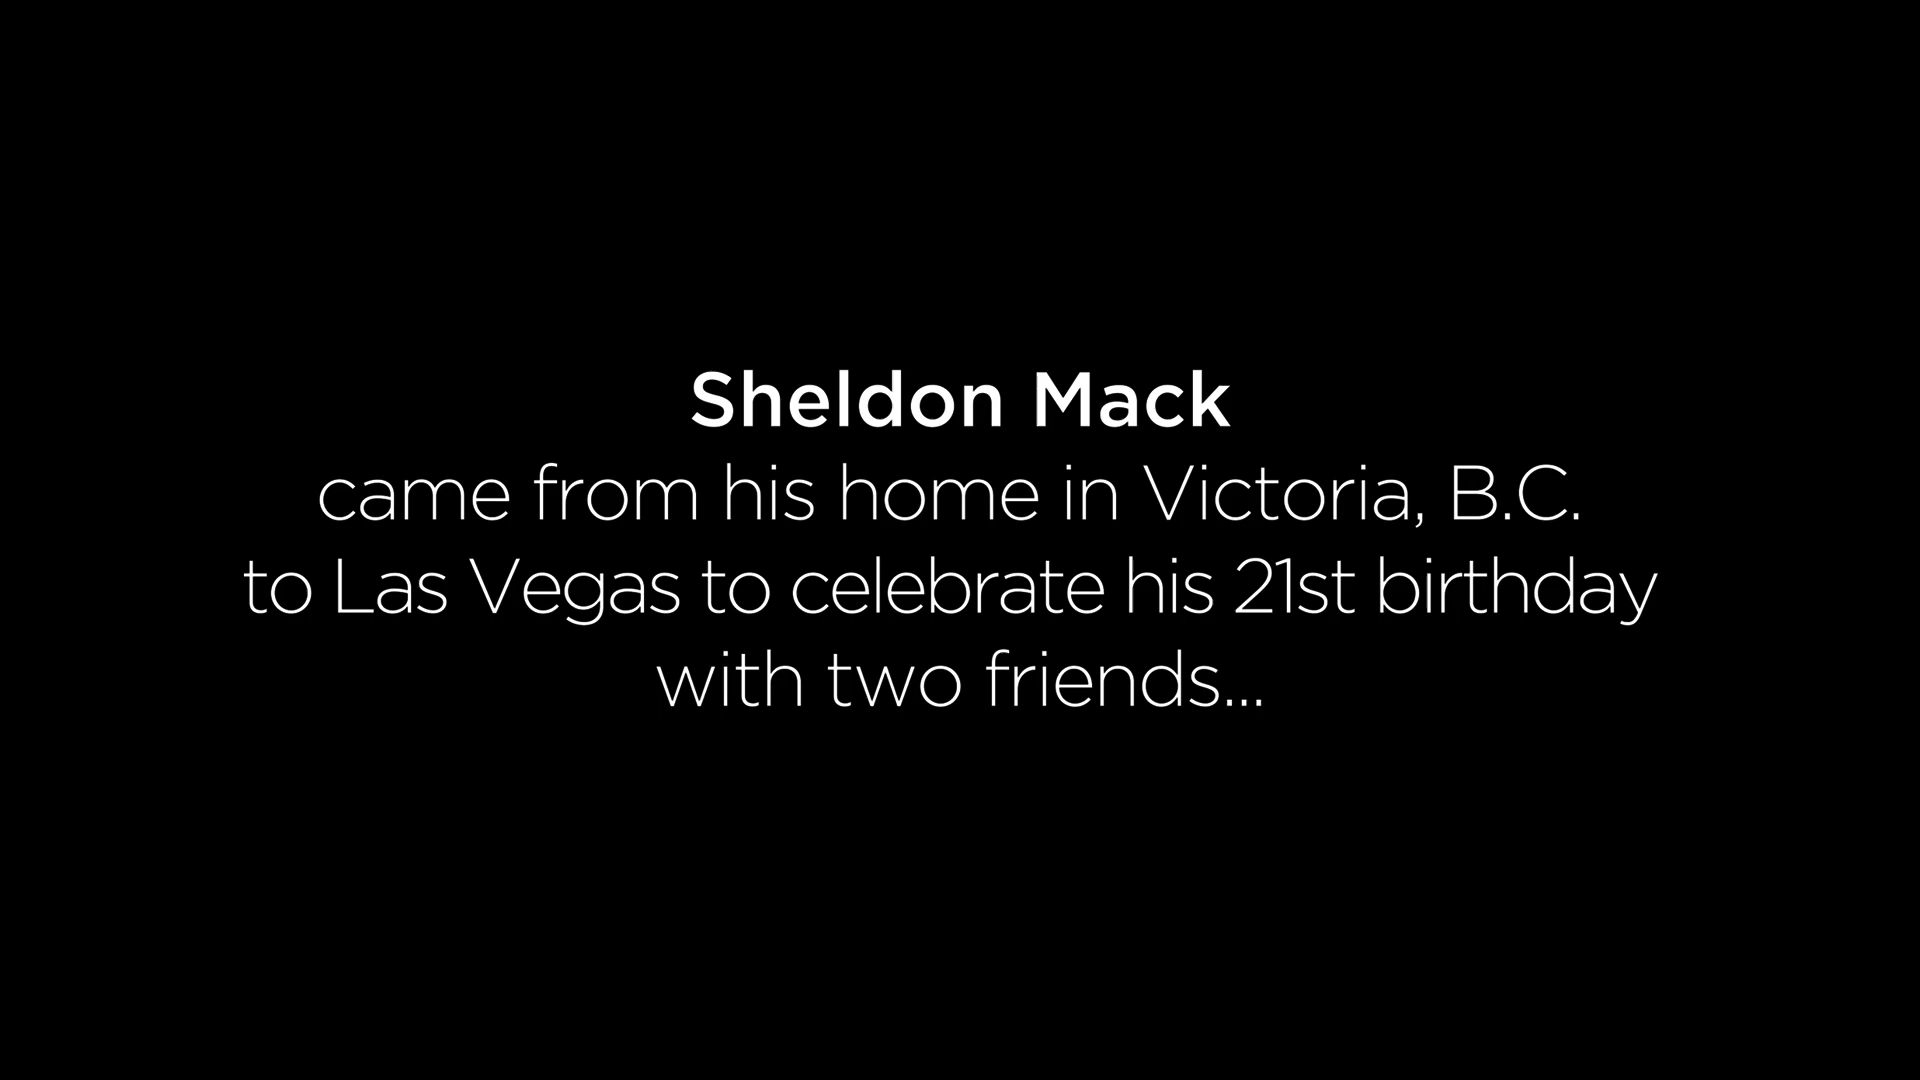 Sheldon Mack
came from his home in Victoria, B.C.
to Las Vegas to celebrate his 21st birthday
with two friends...